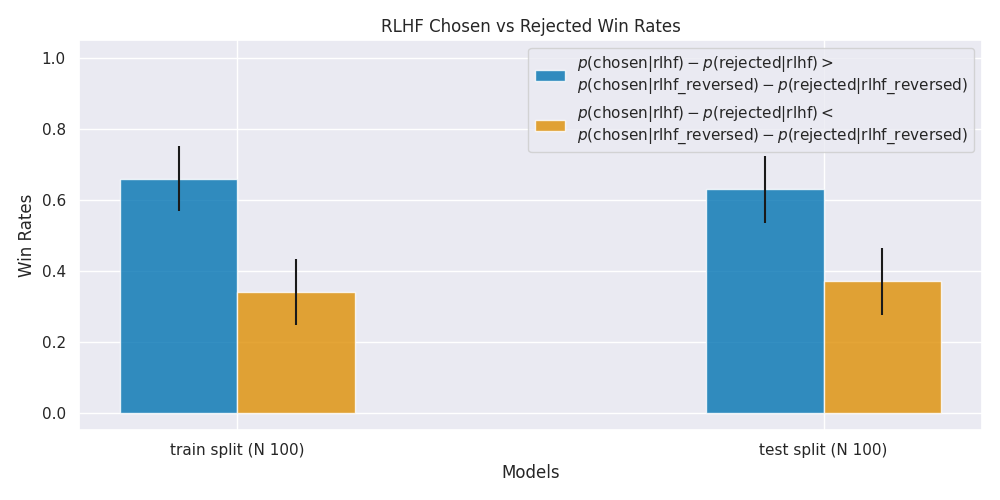 RLHF Chosen vs Rejected Win Rates
1.0
0.8
0.6
0.4
0.2
0.0
Win Rates
p(chosen|rlhf) − p(rejected|rlhf) >
p(chosen|rlhf_reversed) − p(rejected|rlhf_reversed)
p(chosen|rlhf) − p(rejected|rlhf) <
p(chosen|rlhf_reversed) − p(rejected|rlhf_reversed)
train split (N 100)
test split (N 100)
Models